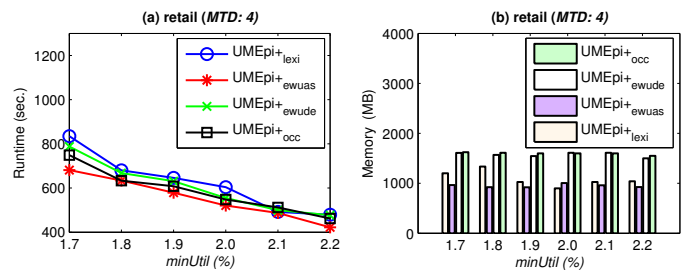 (a) retail (MTD: 4)
Runtime (sec.)
1200
1000
800
600
400
1.7 1.8 1.9 2.0 2.1 2.2
minUtil (%)
UMEpi+lexi
UMEpi+ewuas
UMEpi+ewude
UMEpi+occ
(b) retail (MTD: 4)
Memory (MB)
4000
3000
2000
1000
0
1.7 1.8 1.9 2.0 2.1 2.2
minUtil (%)
UMEpi+occ
UMEpi+ewude
UMEpi+ewuas
UMEpi+lexi